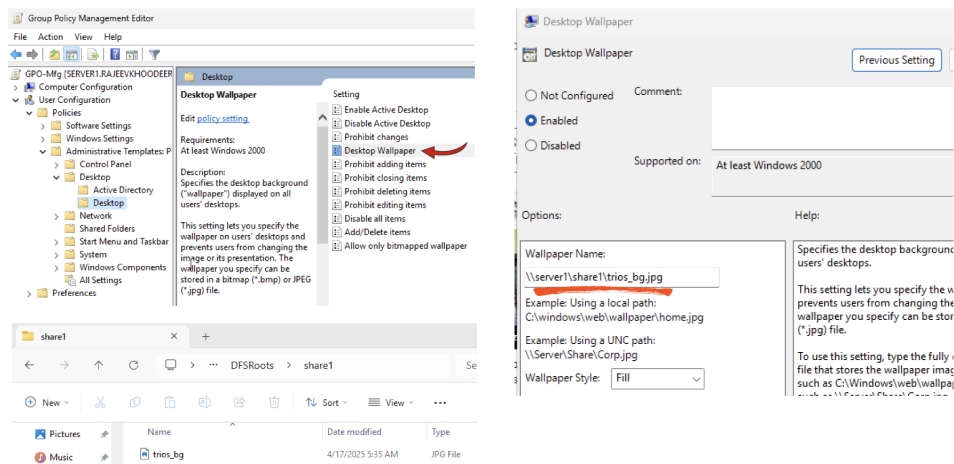 Group Policy Management Editor
File Action View Help
GPO-Mfg [SERVER1.RAJEEVKHOODEER
Computer Configuration
User Configuration
Policies
Software Settings
Windows Settings
Administrative Templates: P
Control Panel
Desktop
Active Directory
Desktop
Network
Shared Folders
Start Menu and Taskbar
System
Windows Components
All Settings
Preferences
Desktop
Desktop Wallpaper
Edit policy setting
Requirements:
At least Windows 2000
Description:
Specifies the desktop background
("wallpaper") displayed on all
users' desktops.
This setting lets you specify the
wallpaper on users' desktops and
prevents users from changing the
image or its presentation. The
wallpaper you specify can be
stored in a bitmap (*.bmp) or JPEG
(*.jpg) file.
Setting
Enable Active Desktop
Disable Active Desktop
Prohibit changes
Desktop Wallpaper
Prohibit adding items
Prohibit closing items
Prohibit deleting items
Prohibit editing items
Disable all items
Add/Delete items
Allow only bitmapped wallpaper
share1
DFSRoots > share1
Se
New
Sort
View
Pictures
Music
Name
Date modified
Type
trios_bg
4/17/2025 5:35 AM
JPG File
Desktop Wallpaper
Desktop Wallpaper
Previous Setting
Not Configured
Enabled
Disabled
Comment:
Supported on:
At least Windows 2000
Options:
Help:
Wallpaper Name:
\\server1\share1\trios_bg.jpg
Example: Using a local path:
C:\windows\web\wallpaper\home.jpg
Example: Using a UNC path:
\\Server\Share\Corp.jpg
Wallpaper Style: Fill
Specifies the desktop background
users' desktops.
This setting lets you specify the w
prevents users from changing the
wallpaper you specify can be stor
(*.jpg) file.
To use this setting, type the fully
file that stores the wallpaper imag
such as C:\Windows\web\wallpap